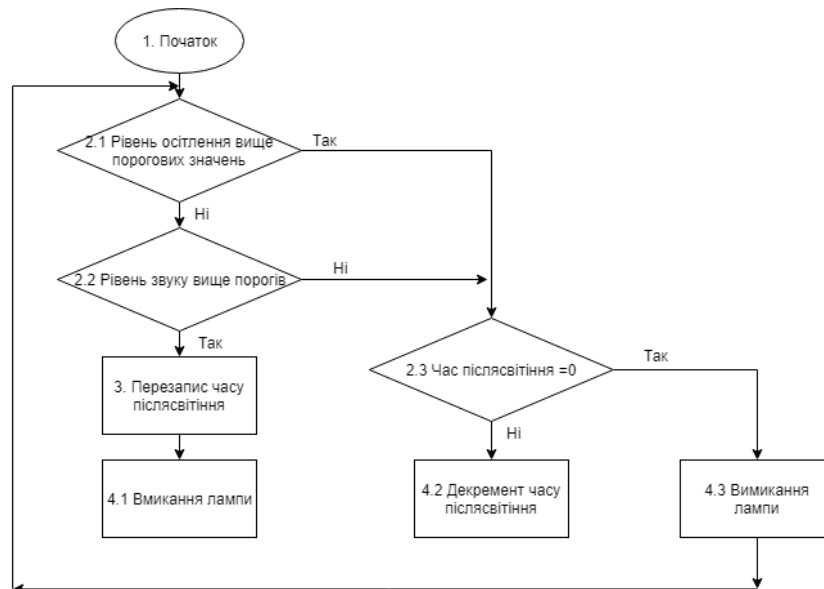 1. Початок
2.1 Рівень осітлення вище
порогових значень
Так
Ні
2.2 Рівень звуку вище порогів
Ні
Так
2.3 Час післясвітіння =0
Так
Ні
3. Перезапис часу
післясвітіння
4.1 Вмикання лампи
4.2 Декремент часу
післясвітіння
4.3 Вимикання
лампи